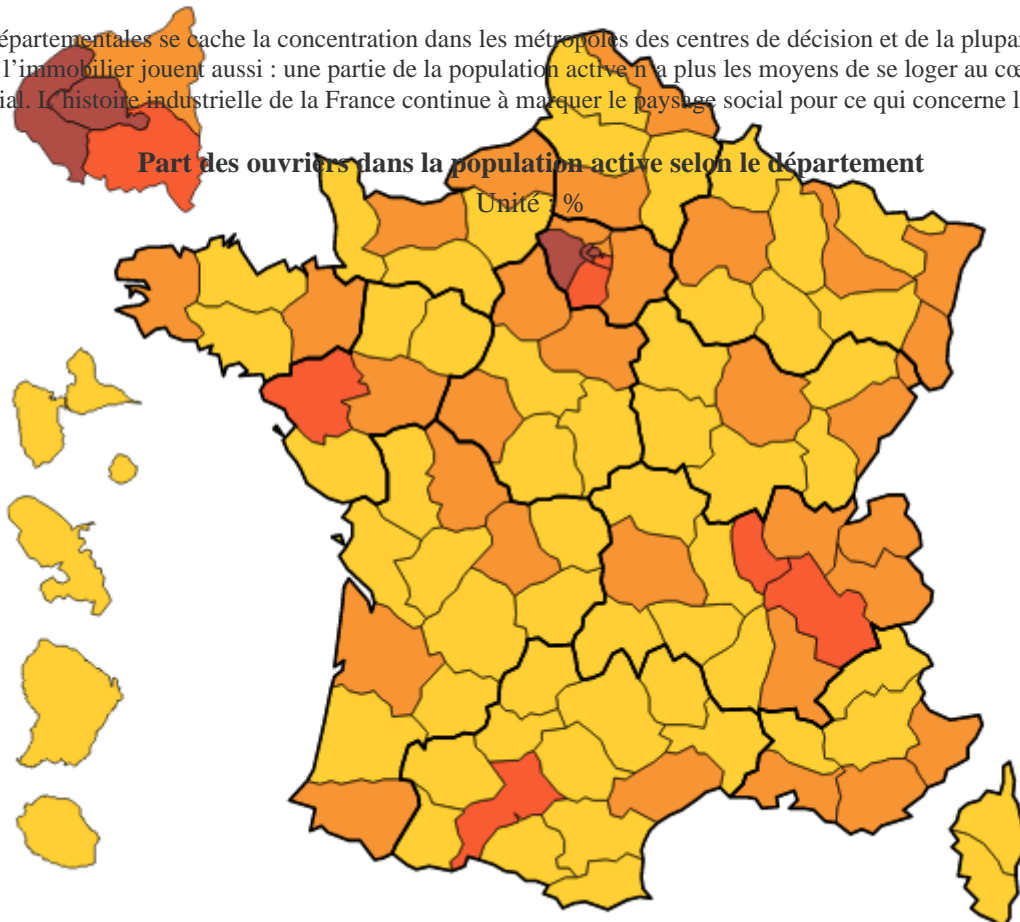 épartementales se cache la concentration dans les métropoles des centres de décision et de la plupar
l'immobilier jouent aussi : une partie de la population active n'a plus les moyens de se loger au cœ
ial. L'histoire industrielle de la France continue à marquer le paysage social pour ce qui concerne l
Part des ouvriers dans la population active selon le département
Unité : %